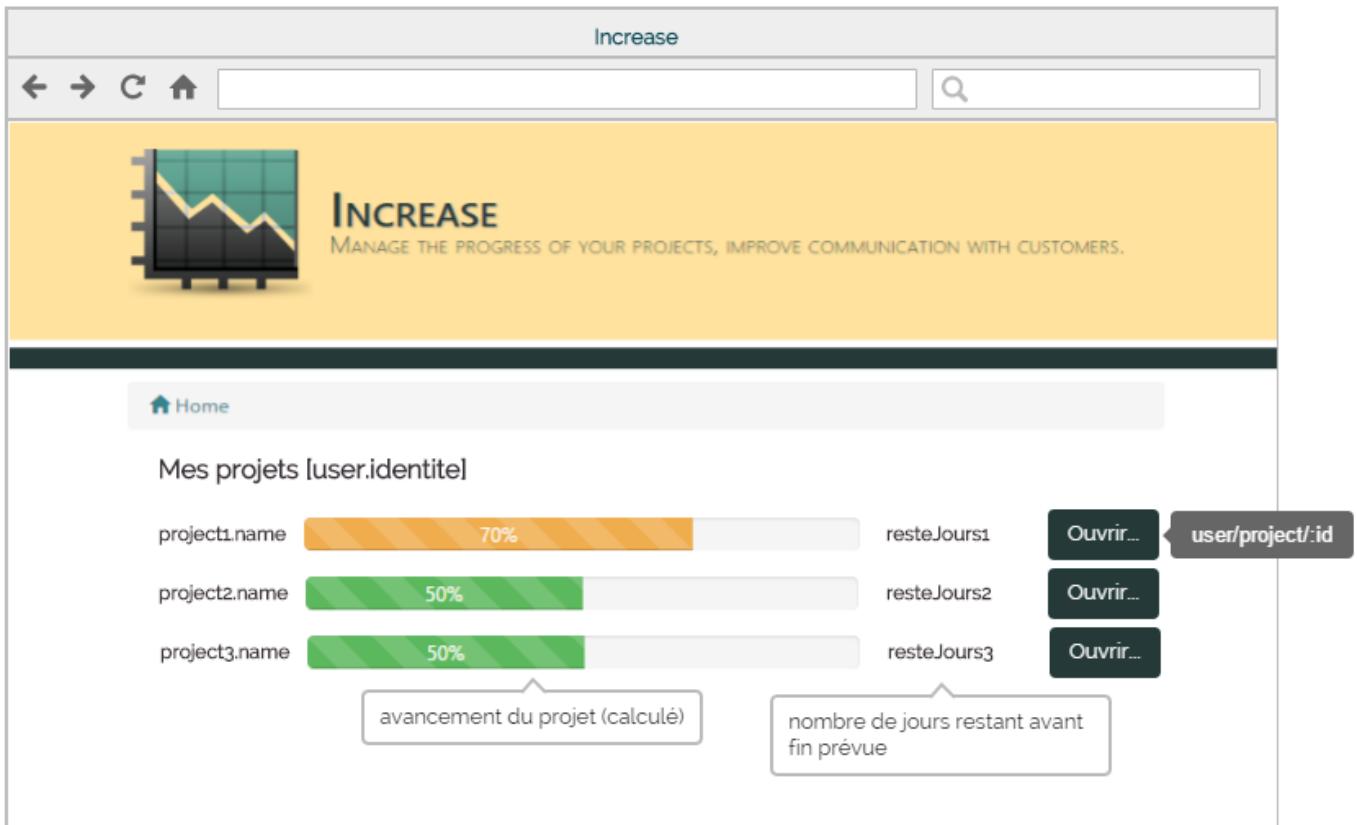 Increase
INCREASE
MANAGE THE PROGRESS OF YOUR PROJECTS, IMPROVE COMMUNICATION WITH CUSTOMERS.
Home
Mes projets [user.identite]
project1.name 70% resteJours1 Ouvrir... user/project/:id
project2.name 50% resteJours2 Ouvrir...
project3.name 50% resteJours3 Ouvrir...
avancement du projet (calculé)
nombre de jours restant avant
fin prévue